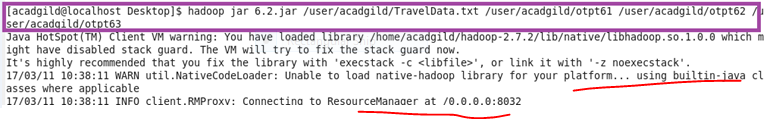 [acadgild@localhost Desktop]$ hadoop jar 6.2.jar /user/acadgild/TravelData.txt /user/acadgild/otpt61 /user/acadgild/otpt62 /u
ser/acadgild/otpt63
Java HotSpot(TM) Client VM warning: You have loaded library /home/acadgild/hadoop-2.7.2/lib/native/libhadoop.so.1.0.0 which m
ight have disabled stack guard. The VM will try to fix the stack guard now.
It's highly recommended that you fix the library with 'execstack -c <libfile>', or link it with '-z noexecstack'.
17/03/11 10:38:11 WARN util.NativeCodeLoader: Unable to load native-hadoop library for your platform... using builtin-java cl
asses where applicable
17/03/11 10:38:11 INFO client.RMProxy: Connecting to ResourceManager at /0.0.0.0:8032